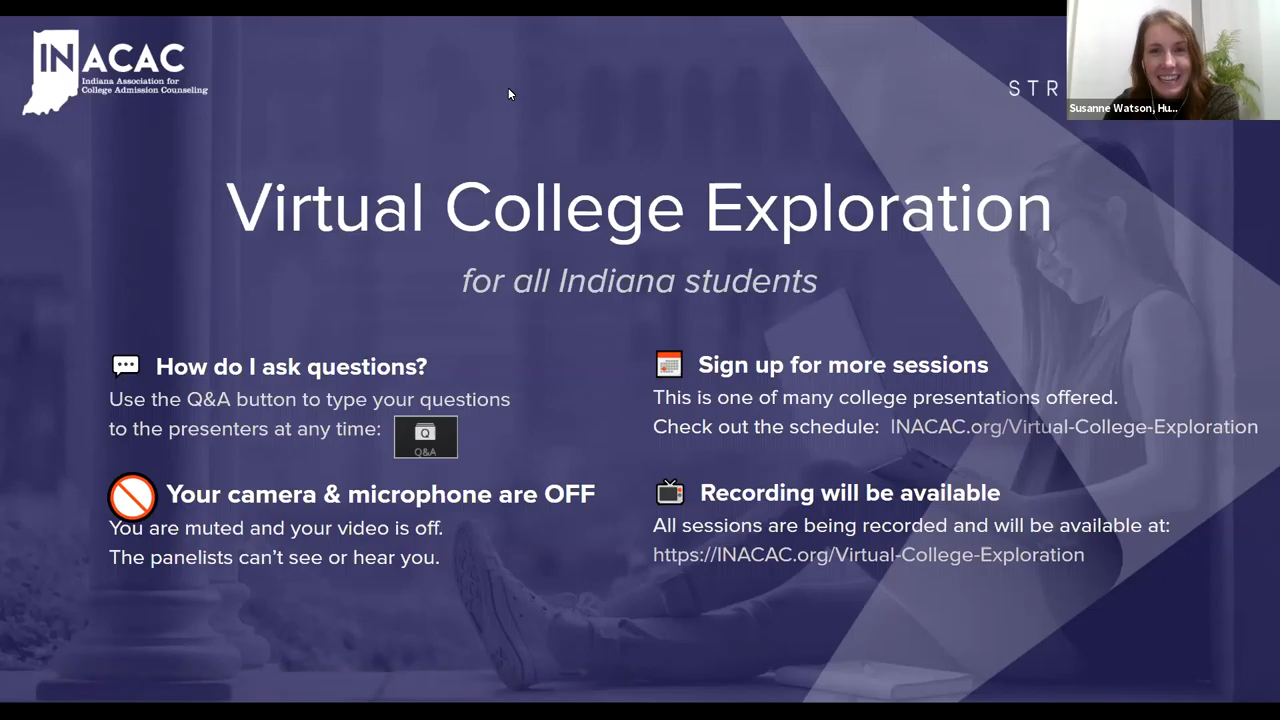 INACAC
Indiana Association for
College Admission Counseling
STR
Susanne Watson, Hu...
Virtual College Exploration
for all Indiana students
How do I ask questions?
Use the Q&A button to type your questions
to the presenters at any time:
Q
Q&A
Sign up for more sessions
This is one of many college presentations offered.
Check out the schedule: INACAC.org/Virtual-College-Exploration
Your camera & microphone are OFF
You are muted and your video is off.
The panelists can't see or hear you.
Recording will be available
All sessions are being recorded and will be available at:
https://INACAC.org/Virtual-College-Exploration